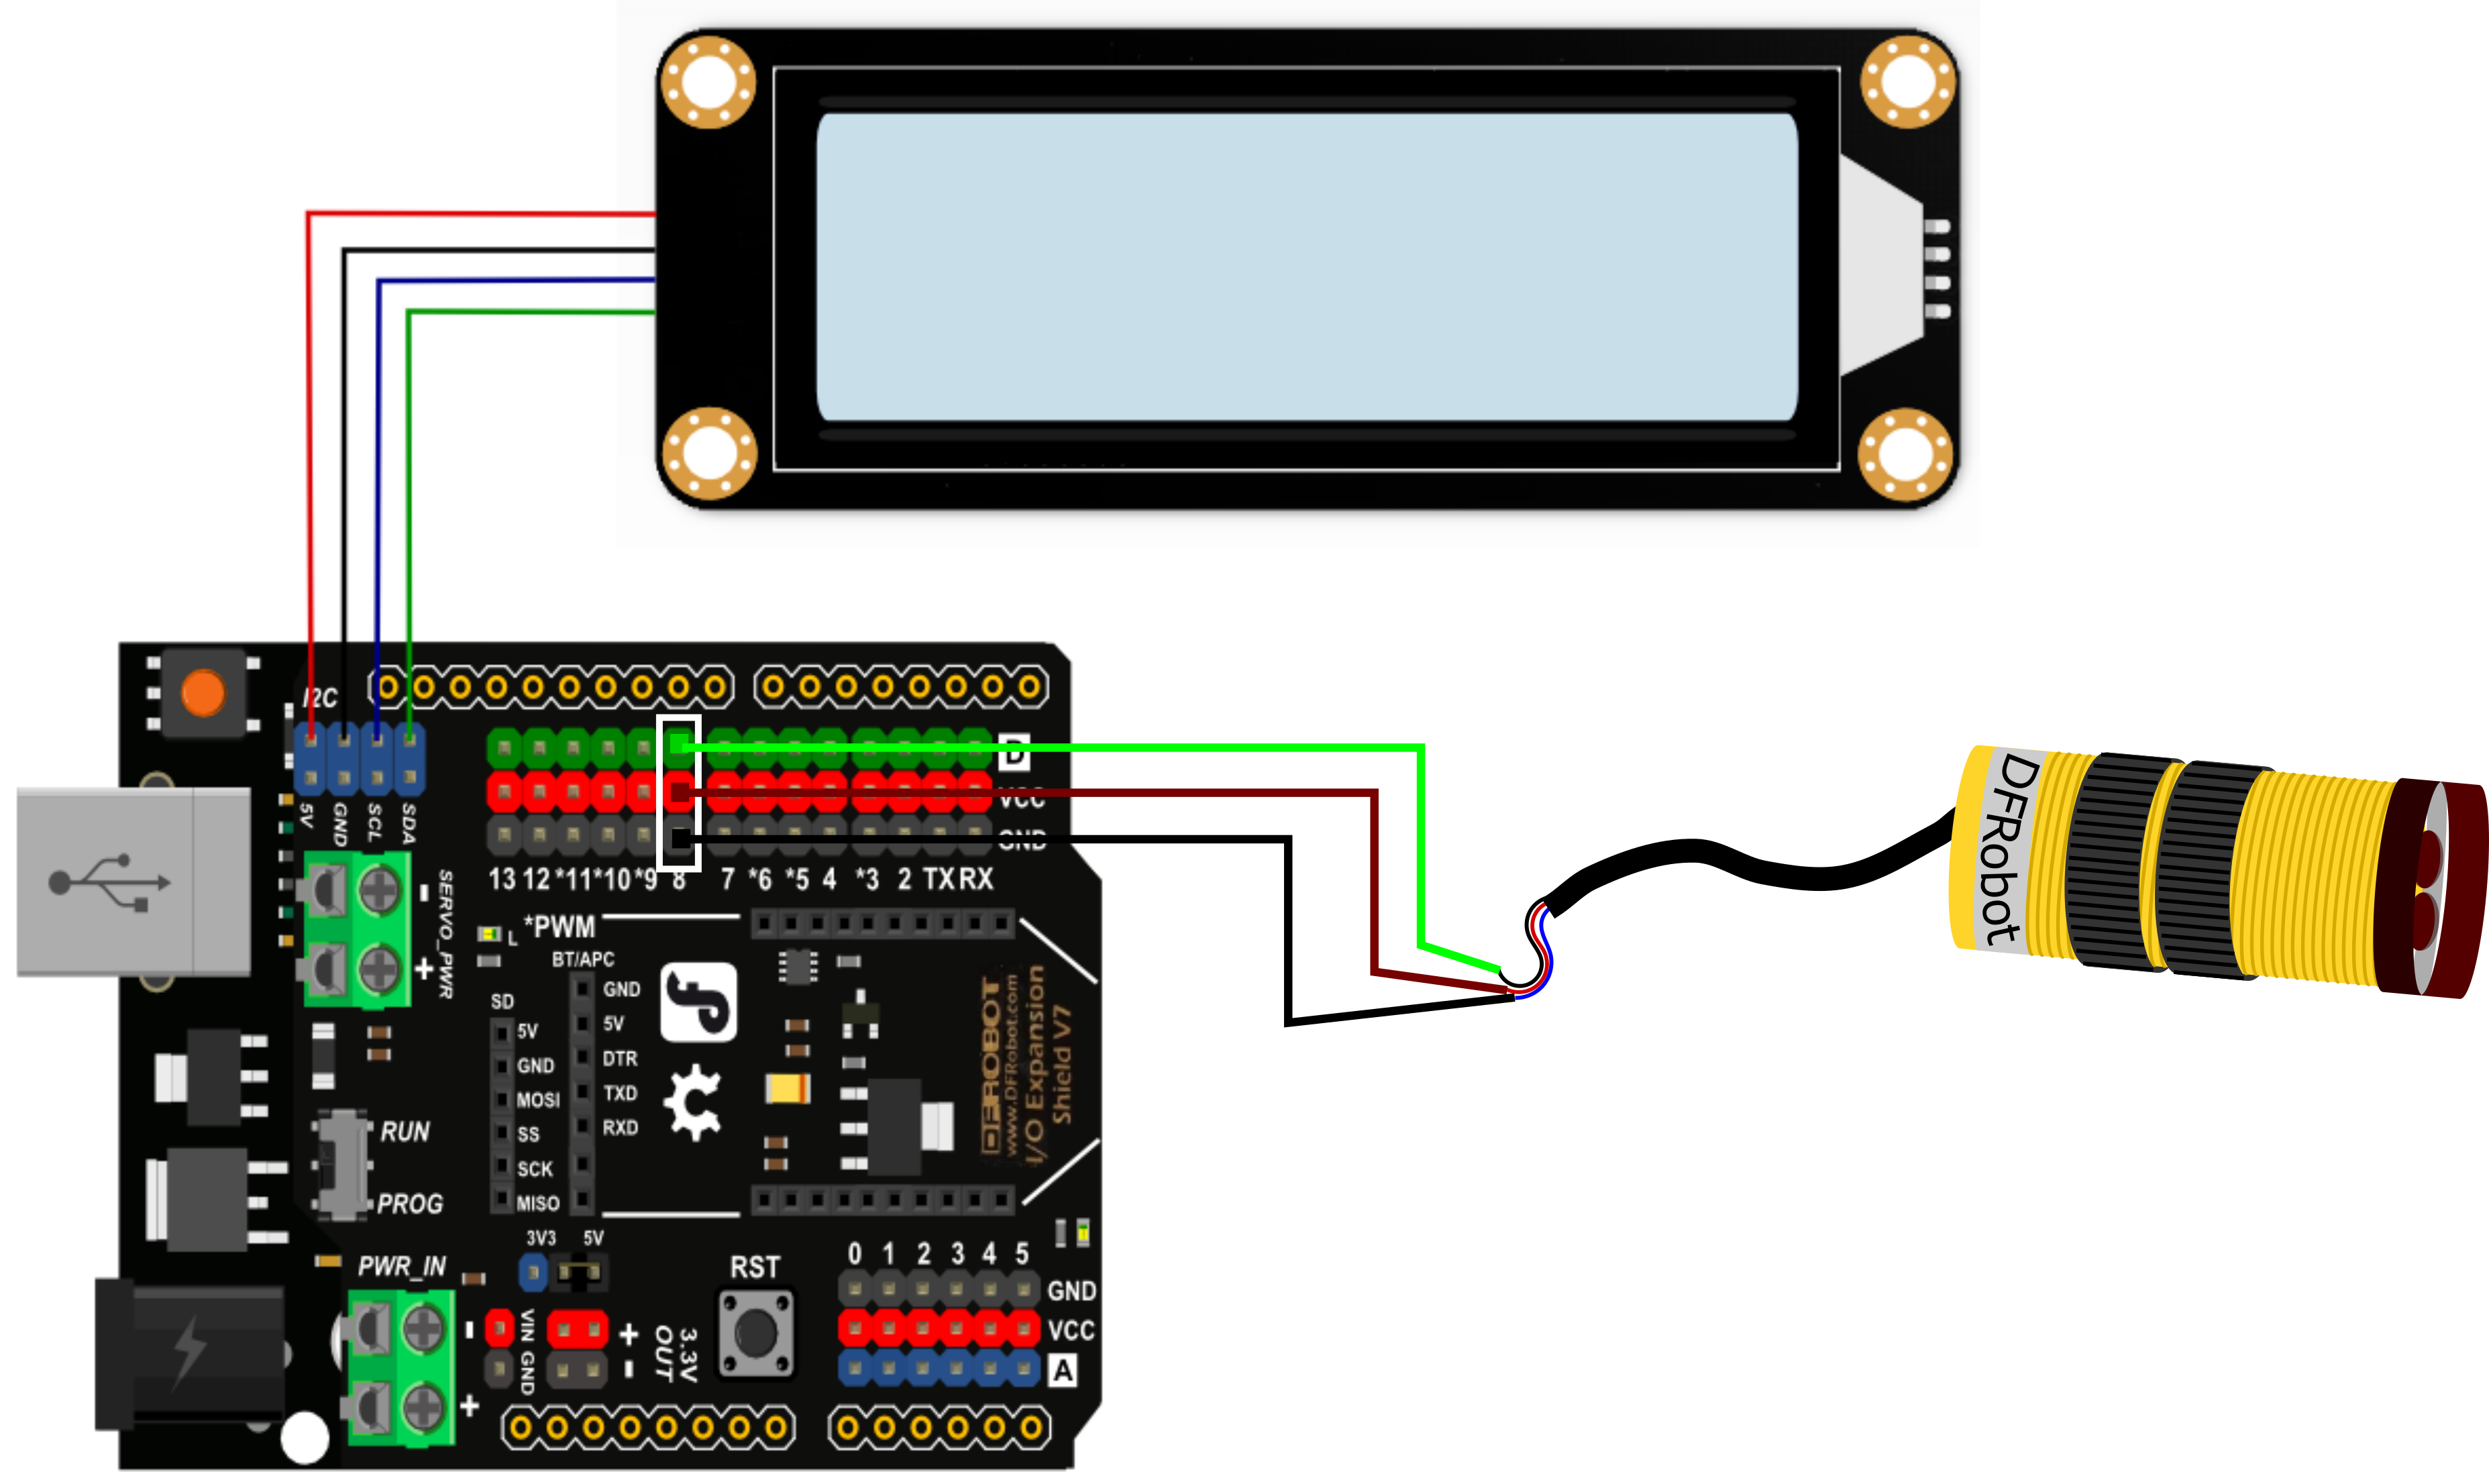 I2C
5V
GND
SCL
SDA
D
VCC
GND
13 12 *11 *10 *9 8 7 *6 *5 4 *3 2 TX RX
-
+
SERVO_PWR
L
*PWM
BT/APC
GND
5V
DTR
TXD
RXD
SD
5V
GND
MOSI
SS
SCK
MISO
DFROBOT
www.DFRobot.com
I/O Expansion
Shield V7
DFRobot
RUN
PROG
3V3 5V
PWR_IN
-
+
VIN GND
+
-
3.3V
OUT
RST
0 1 2 3 4 5
GND
VCC
A